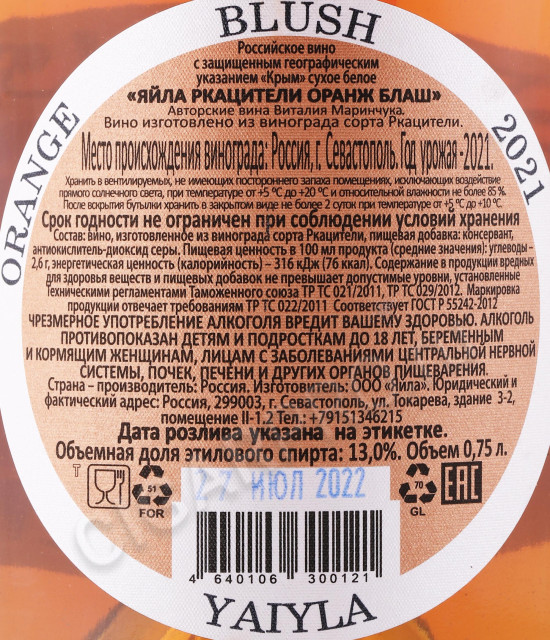 BLUSH
ORANGE
2021
Российское вино
с защищенным географическим
указанием «Крым» сухое белое
«ЯЙЛА РКАЦИТЕЛИ ОРАНЖ БЛАШ»
Авторские вина Виталия Маринчука.
Вино изготовлено из винограда сорта Ркацители.
Место происхождения винограда: Россия, г. Севастополь. Год урожая -2021.
Хранить в вентилируемых, не имеющих постороннего запаха помещениях, исключающих воздействие
прямого солнечного света, при температуре от +5 °C до +20 °C и относительной влажности не более 85 %.
После вскрытия бутылки хранить в закрытом виде не более 2 суток при температуре от +5 °C до +10 °C.
Срок годности не ограничен при соблюдении условий хранения
Состав: вино, изготовленное из винограда сорта Ркацители, пищевая добавка: консервант,
антиокислитель-диоксид серы. Пищевая ценность в 100 мл продукта (средние значения): углеводы –
2,6 г, энергетическая ценность (калорийность) – 316 кДж (76 ккал). Содержание в продукции вредных
для здоровья веществ и пищевых добавок не превышает допустимые уровни, установленные
Техническими регламентами Таможенного союза ТР ТС 021/2011, ТР ТС 029/2012. Маркировка
продукции отвечает требованиям ТР ТС 022/2011 Соответствует ГОСТ Р 55242-2012
ЧРЕЗМЕРНОЕ УПОТРЕБЛЕНИЕ АЛКОГОЛЯ ВРЕДИТ ВАШЕМУ ЗДОРОВЬЮ. АЛКОГОЛЬ
ПРОТИВОПОКАЗАН ДЕТЯМ И ПОДРОСТКАМ ДО 18 ЛЕТ, БЕРЕМЕННЫМ
И КОРМЯЩИМ ЖЕНЩИНАМ, ЛИЦАМ С ЗАБОЛЕВАНИЯМИ ЦЕНТРАЛЬНОЙ НЕРВНОЙ
СИСТЕМЫ, ПОЧЕК, ПЕЧЕНИ И ДРУГИХ ОРГАНОВ ПИЩЕВАРЕНИЯ.
Страна – производитель: Россия. Изготовитель: ООО «Яйла». Юридический и
фактический адрес: Россия, 299003, г. Севастополь, ул. Токарева, здание 3-2,
помещение II-1.2 Тел.: +79151346215
Дата розлива указана на этикетке.
Объемная доля этилового спирта: 13,0%. Объем 0,75 л.
T
51
FOR
27 ИЮЛ 2022
70
GL
EAC
4 640106 300121
YAIYLA